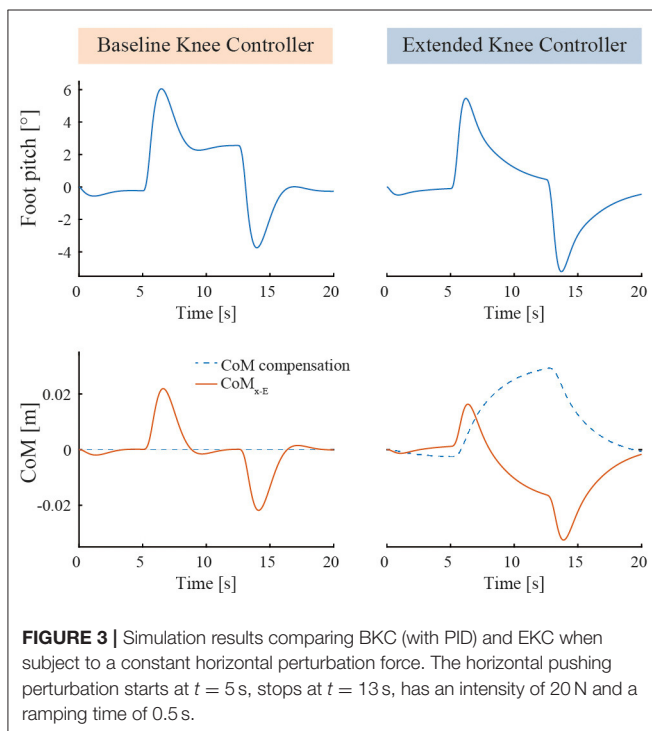 Baseline Knee Controller
Extended Knee Controller
Foot pitch [°]
6
4
2
0
-2
-4
0 5 10 15 20
Time [s]
0 5 10 15 20
Time [s]
CoM [m]
0.02
0
-0.02
CoM compensation
CoMx-E
0 5 10 15 20
Time [s]
0 5 10 15 20
Time [s]
FIGURE 3 | Simulation results comparing BKC (with PID) and EKC when
subject to a constant horizontal perturbation force. The horizontal pushing
perturbation starts at t = 5 s, stops at t = 13 s, has an intensity of 20 N and a
ramping time of 0.5 s.